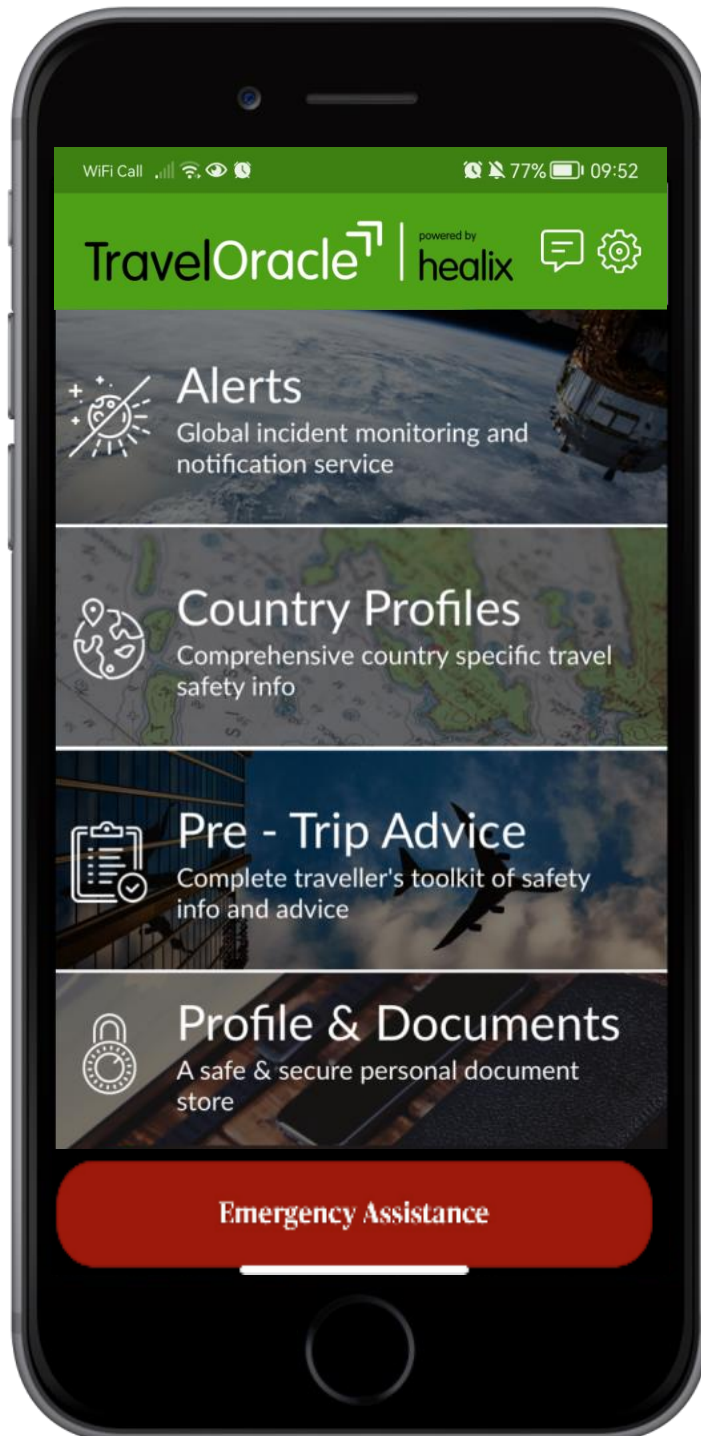 WiFi Call 77% 09:52
TravelOracle powered by healix
Alerts
Global incident monitoring and
notification service
Country Profiles
Comprehensive country specific travel
safety info
Pre - Trip Advice
Complete traveller's toolkit of safety
info and advice
Profile & Documents
A safe & secure personal document
store
Emergency Assistance